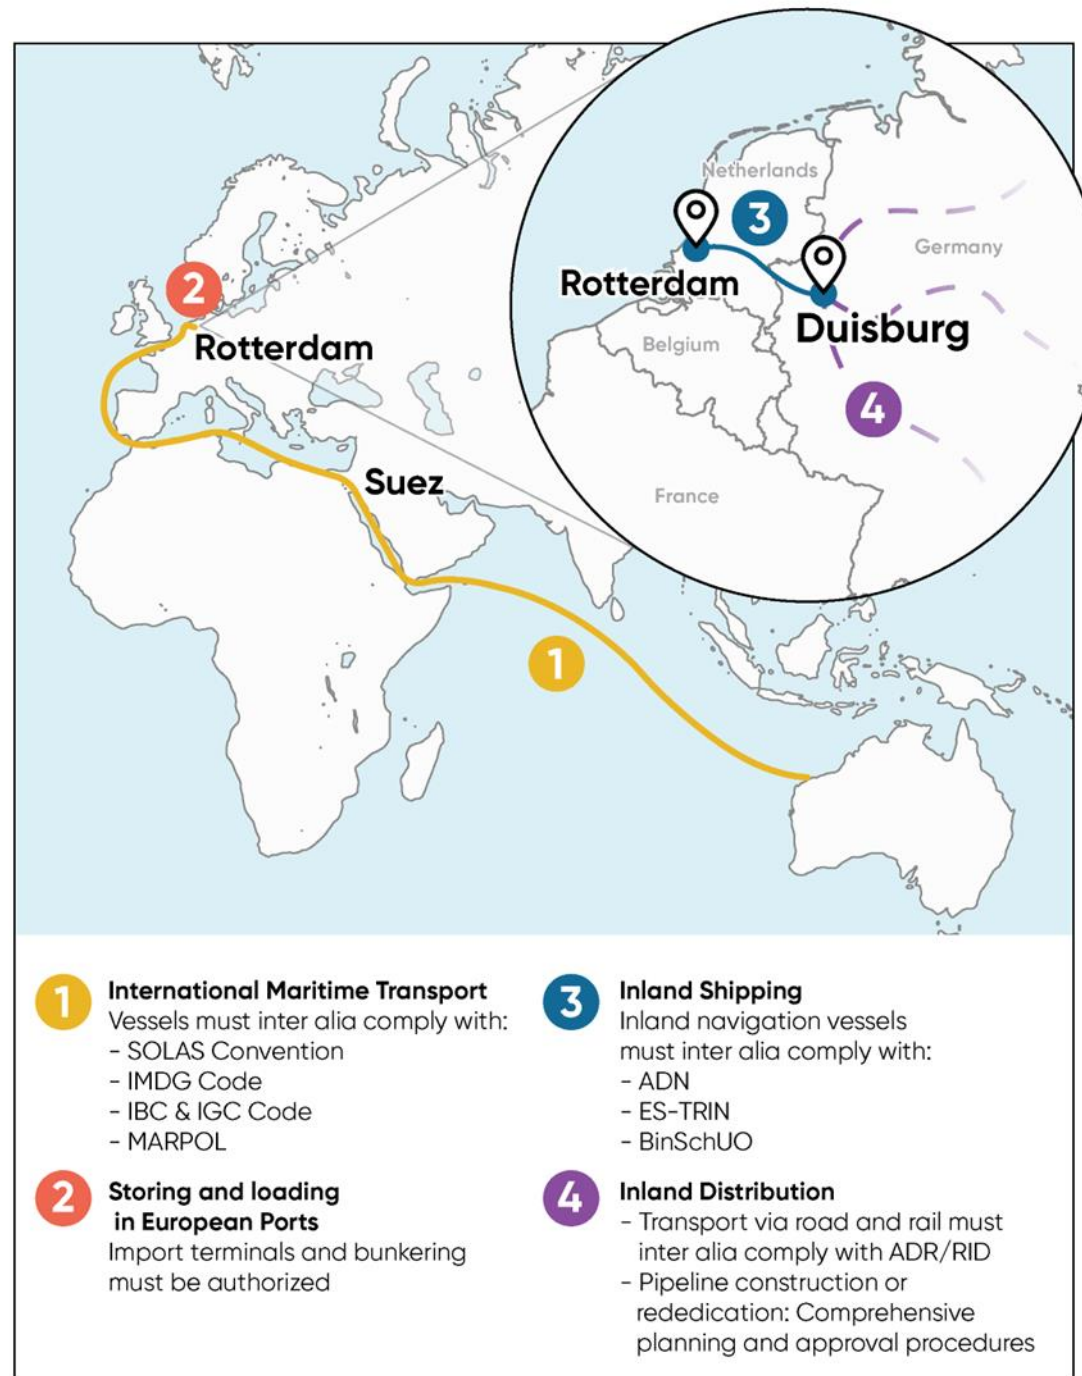 Netherlands
3
Rotterdam
Germany
Duisburg
Belgium
4
France
2
Rotterdam
Suez
1
1
International Maritime Transport
Vessels must inter alia comply with:
- SOLAS Convention
- IMDG Code
- IBC & IGC Code
- MARPOL
2
Storing and loading
in European Ports
Import terminals and bunkering
must be authorized
3
Inland Shipping
Inland navigation vessels
must inter alia comply with:
- ADN
- ES-TRIN
- BinSchUO
4
Inland Distribution
- Transport via road and rail must
inter alia comply with ADR/RID
- Pipeline construction or
rededication: Comprehensive
planning and approval procedures